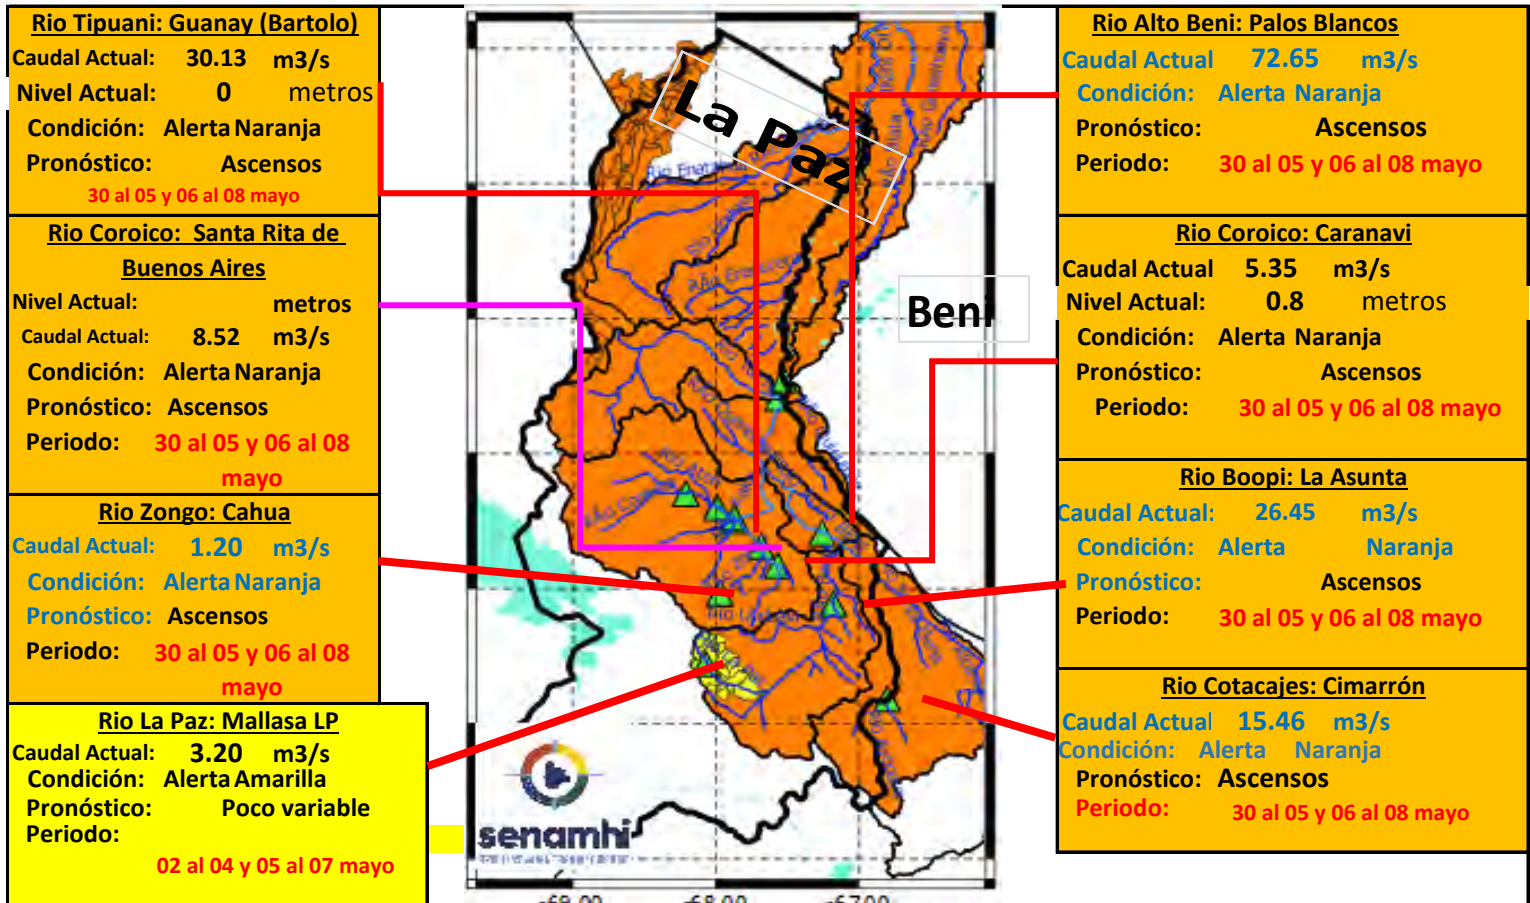 Rio Tipuani: Guanay (Bartolo)
Caudal Actual: 30.13 m3/s
Nivel Actual: 0 metros
Condición: Alerta Naranja
Pronóstico: Ascensos
30 al 05 y 06 al 08 mayo
Rio Coroico: Santa Rita de
Buenos Aires
Nivel Actual: metros
Caudal Actual: 8.52 m3/s
Condición: Alerta Naranja
Pronóstico: Ascensos
Periodo: 30 al 05 y 06 al 08
mayo
Rio Zongo: Cahua
Caudal Actual: 1.20 m3/s
Condición: Alerta Naranja
Pronóstico: Ascensos
Periodo: 30 al 05 y 06 al 08
mayo
Rio La Paz: Mallasa LP
Caudal Actual: 3.20 m3/s
Condición: Alerta Amarilla
Pronóstico: Poco variable
Periodo:
02 al 04 y 05 al 07 mayo
La Paz
Beni
senamhi
-69.00 -68.00 -67.00
Rio Alto Beni: Palos Blancos
Caudal Actual 72.65 m3/s
Condición: Alerta Naranja
Pronóstico: Ascensos
Periodo: 30 al 05 y 06 al 08 mayo
Rio Coroico: Caranavi
Caudal Actual 5.35 m3/s
Nivel Actual: 0.8 metros
Condición: Alerta Naranja
Pronóstico: Ascensos
Periodo: 30 al 05 y 06 al 08 mayo
Rio Boopi: La Asunta
Caudal Actual: 26.45 m3/s
Condición: Alerta Naranja
Pronóstico: Ascensos
Periodo: 30 al 05 y 06 al 08 mayo
Rio Cotacajes: Cimarrón
Caudal Actual 15.46 m3/s
Condición: Alerta Naranja
Pronóstico: Ascensos
Periodo: 30 al 05 y 06 al 08 mayo